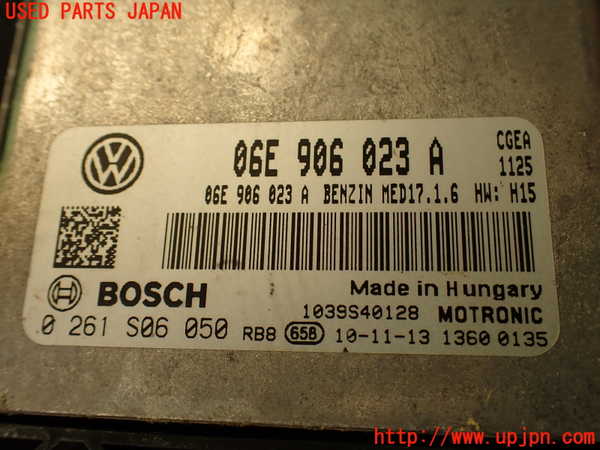 USED PARTS JAPAN
06E 906 023 A
CGEA
1125
06E 906 023 A BENZIN MED17.1.6 HW: H15
Made in Hungary
BOSCH
1039S40128 MOTRONIC
0 261 S06 050 RB8 658 10-11-13 1360 0135
http://www.upjpn.com